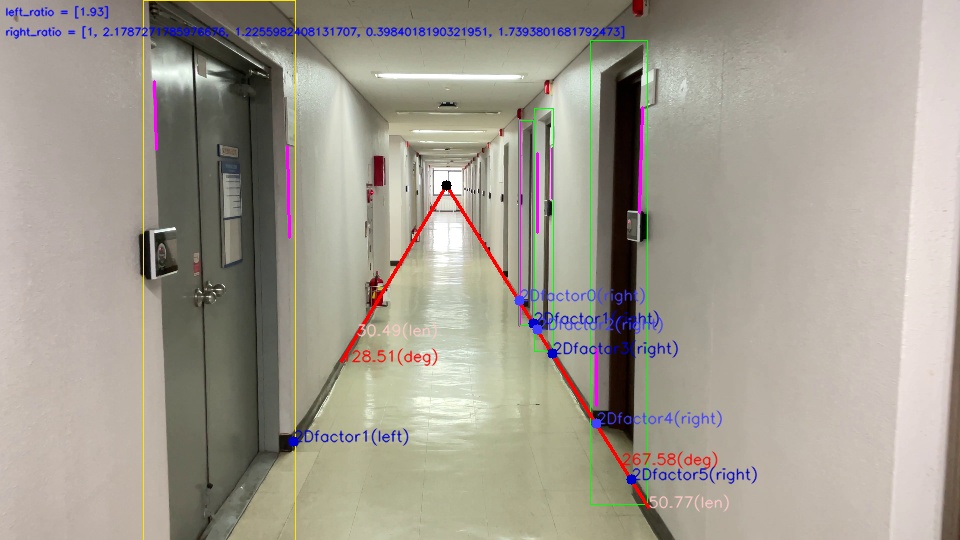 left_ratio = [1.93]
right_ratio = [1, 2.1787271785976676, 1.2255982408131707, 0.3984018190321951, 1.7393801681792473]
2Dfactor0(right)
2Dfactor1(right)
2Dfactor2(right)
30.49(len)
2Dfactor3(right)
128.51(deg)
2Dfactor4(right)
2Dfactor1(left)
267.58(deg)
2Dfactor5(right)
50.77(len)